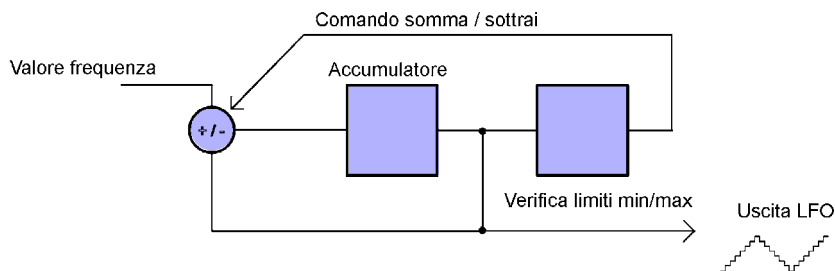 Comando somma / sottrai
Valore frequenza
Accumulatore
+ / -
Verifica limiti min/max
Uscita LFO